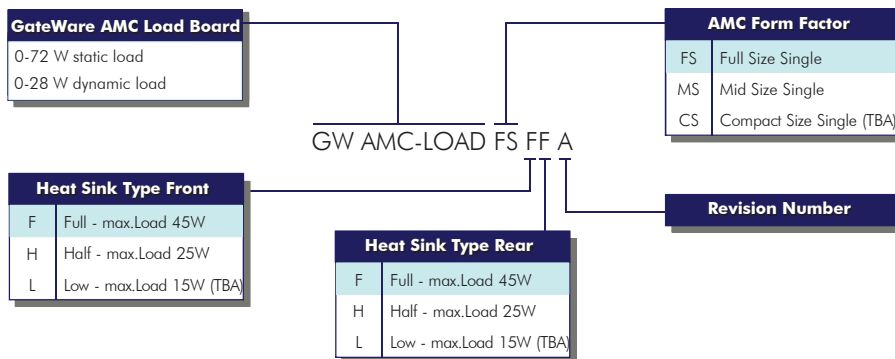 GateWare AMC Load Board
0-72 W static load
0-28 W dynamic load
AMC Form Factor
FS Full Size Single
MS Mid Size Single
CS Compact Size Single (TBA)
GW AMC-LOAD FS FF A
Heat Sink Type Front
F Full - max.Load 45W
H Half - max.Load 25W
L Low - max.Load 15W (TBA)
Revision Number
Heat Sink Type Rear
F Full - max.Load 45W
H Half - max.Load 25W
L Low - max.Load 15W (TBA)